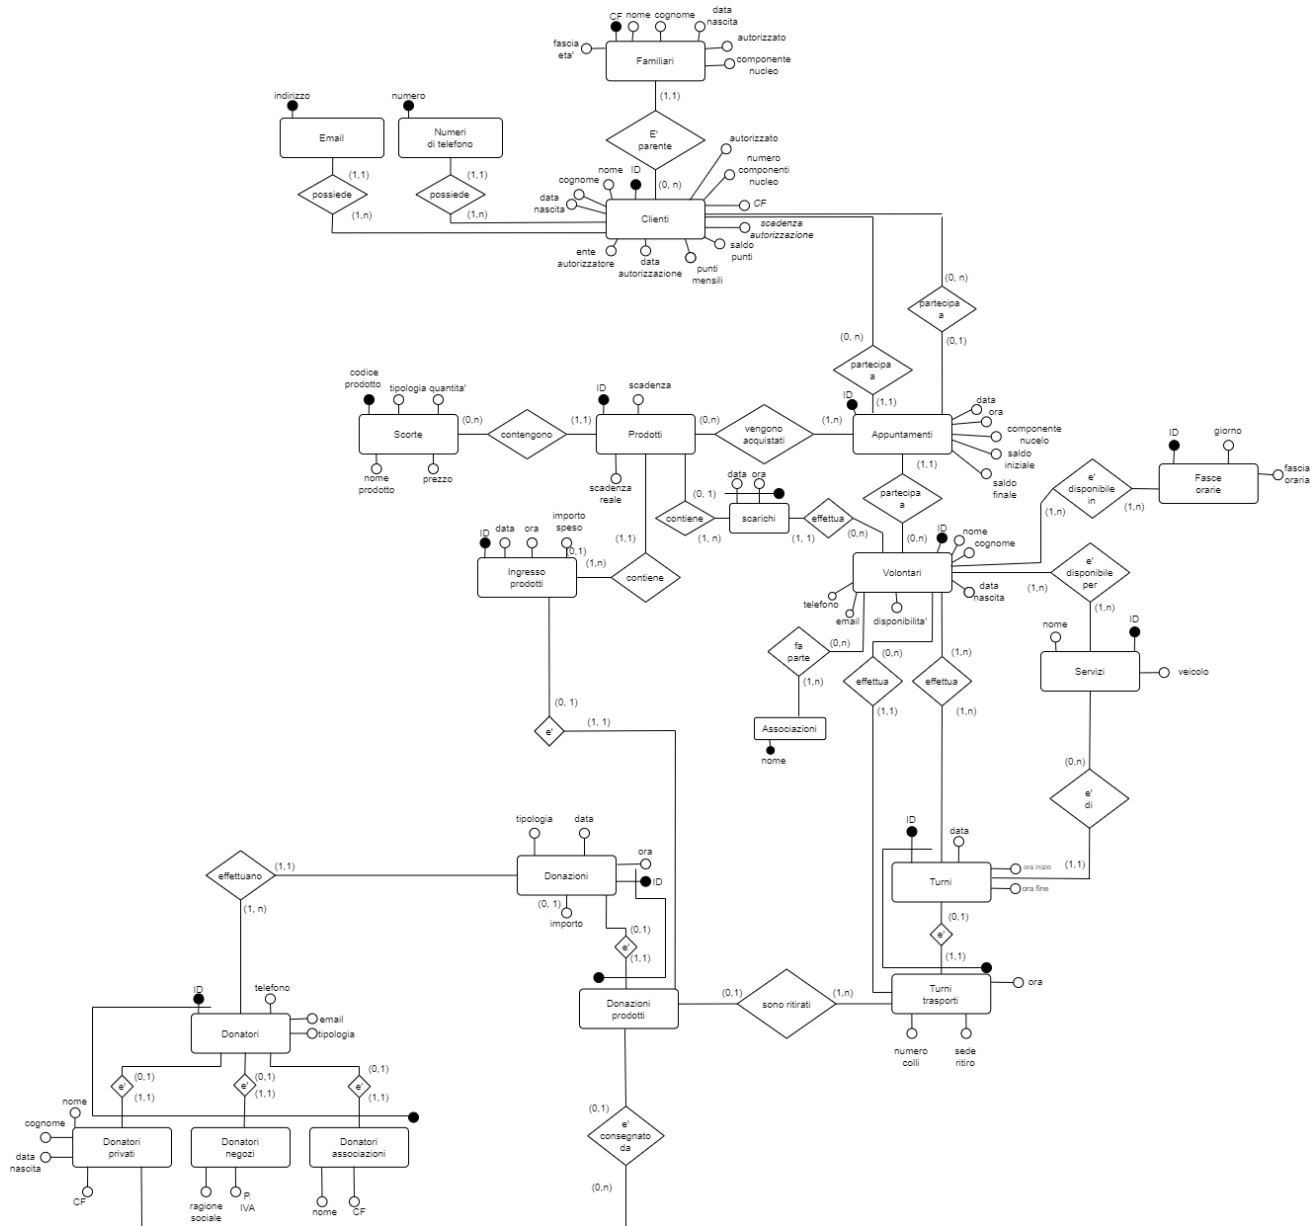 CF
nome
cognome
data
nascita
fascia
eta'
autorizzato
Familiari
componente
nucleo
(1,1)
indirizzo
numero
Email
Numeri
di telefono
E'
parente
autorizzato
numero
componenti
nucleo
(1,1)
(1,1)
possiede
possiede
(1,n)
(1,n)
nome
ID
(0, n)
cognome
data
nascita
Clienti
CF
scadenza
autorizzazione
saldo
punti
ente
autorizzatore
data
autorizzazione
punti
mensili
(0, n)
partecipa
a
(0,1)
(0, n)
partecipa
a
(1,1)
codice
prodotto
tipologia
quantita'
ID
scadenza
ID
data
ora
Scorte
(0,n)
contengono
(1,1)
Prodotti
(0,n)
vengono
acquistati
(1,n)
Appuntamenti
componente
nucelo
saldo
iniziale
saldo
finale
nome
prodotto
prezzo
scadenza
reale
(1,1)
partecipa
a
(0,n)
ID
giorno
Fasce
orarie
fascia
oraria
e'
disponibile
in
(1,n)
(1,n)
data
ora
(0, 1)
contiene
(1, n)
scarichi
(1, 1)
effettua
(0,n)
ID
data
ora
importo
speso
(0,1)
Ingresso
prodotti
(1,n)
contiene
(1,1)
ID
nome
cognome
Volontari
data
nascita
telefono
email
disponibilita'
(1,n)
e'
disponibile
per
(1,n)
nome
ID
Servizi
veicolo
fa
parte
(0,n)
(1,n)
(0,n)
effettua
(1,1)
(1,n)
effettua
(1,n)
Associazioni
nome
(0, 1)
e'
(1, 1)
(0,n)
e'
di
(1,1)
tipologia
data
ora
Donazioni
ID
(0, 1)
importo
effettuano
(1,1)
(1, n)
(0,1)
e'
(1,1)
ID
data
Turni
ora inizio
ora fine
(0,1)
e'
(1,1)
Donazioni
prodotti
(0,1)
sono ritirati
(1,n)
Turni
trasporti
ora
numero
colli
sede
ritiro
ID
telefono
Donatori
email
tipologia
(0,1)
e'
(1,1)
(0,1)
e'
(1,1)
(0,1)
e'
(1,1)
nome
cognome
data
nascita
Donatori
privati
CF
Donatori
negozi
ragione
sociale
P.
IVA
Donatori
associazioni
nome
CF
(0,1)
e'
consegnato
da
(0,n)